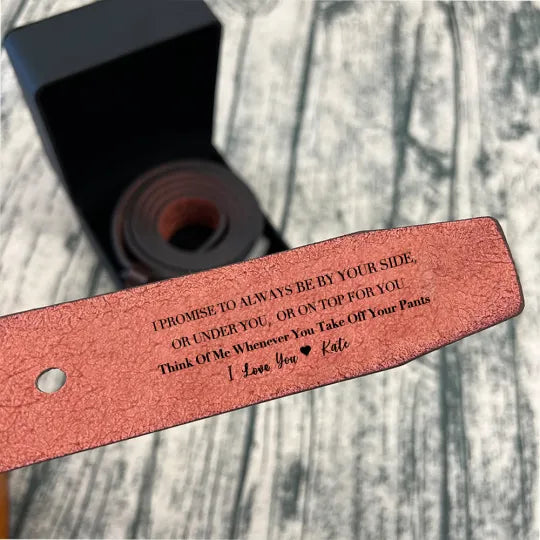 I PROMISE TO ALWAYS BE BY YOUR SIDE,
OR UNDER YOU, OR ON TOP FOR YOU
Think Of Me Whenever You Take Off Your Pants
I Love You ♥ Kate